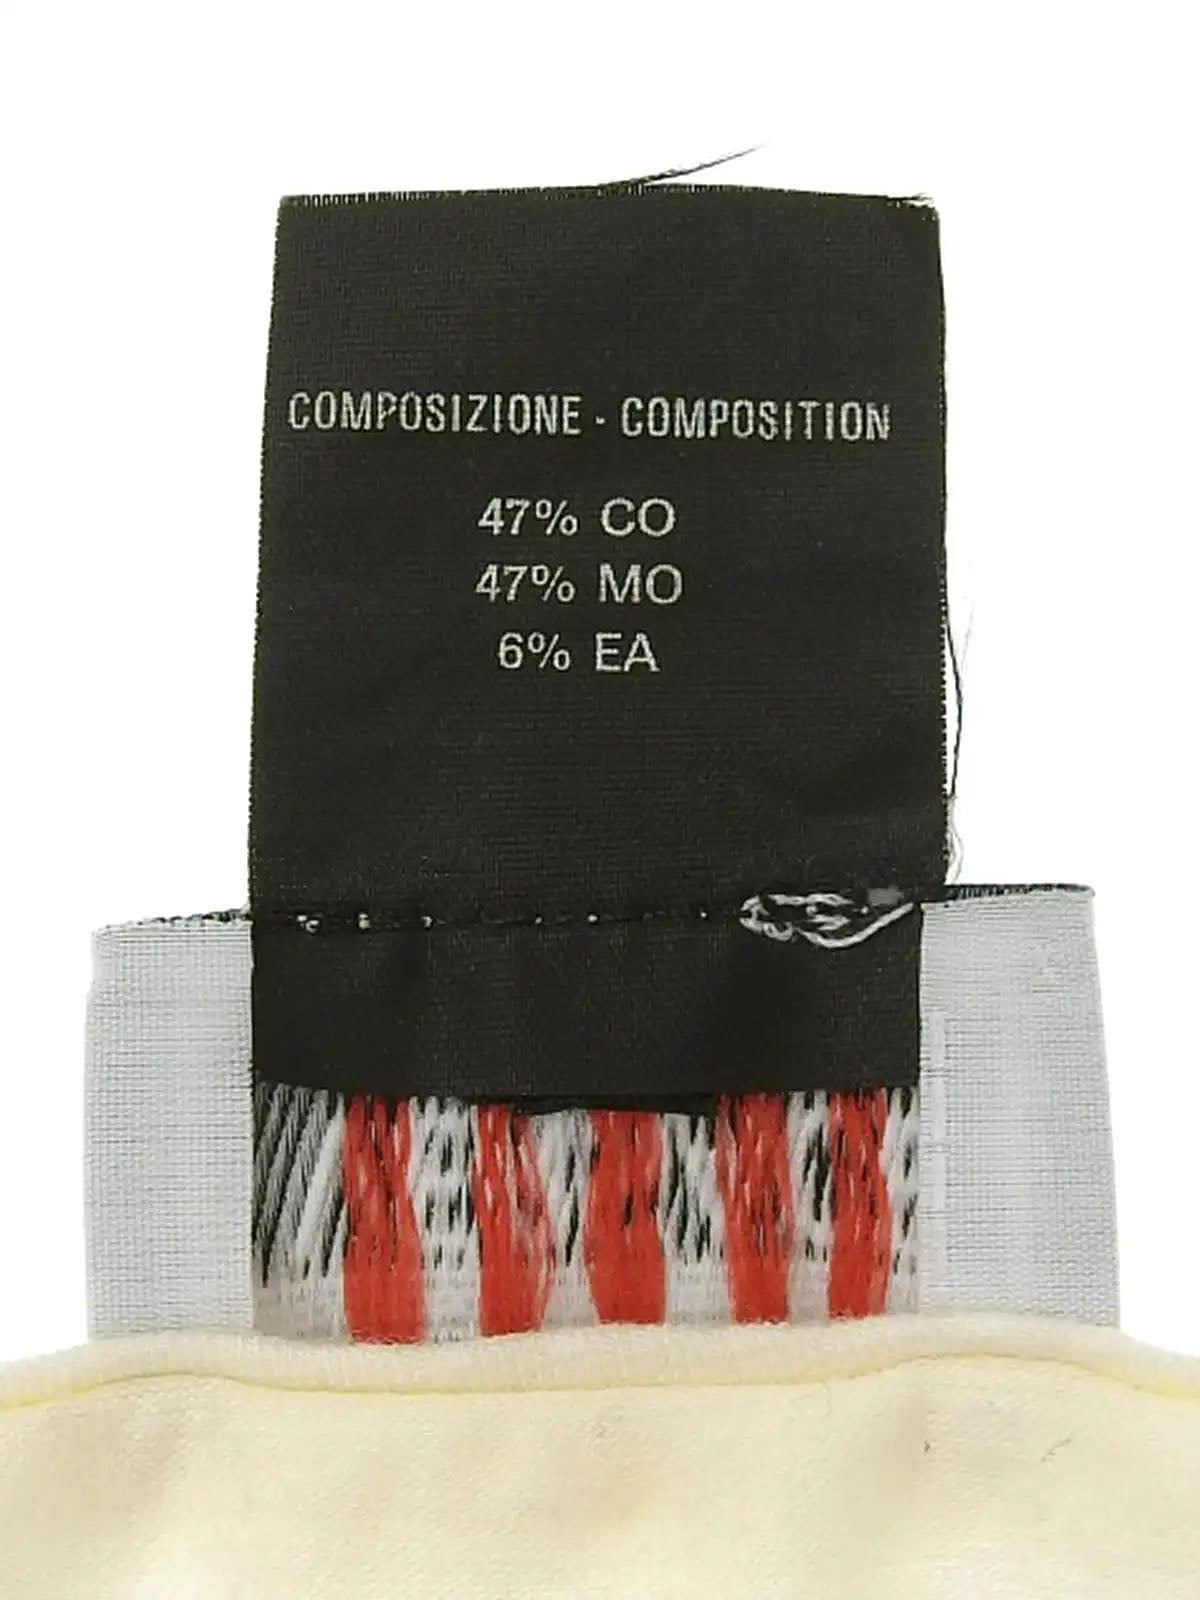 COMPOSIZIONE - COMPOSITION
47% CO
47% MO
6% EA